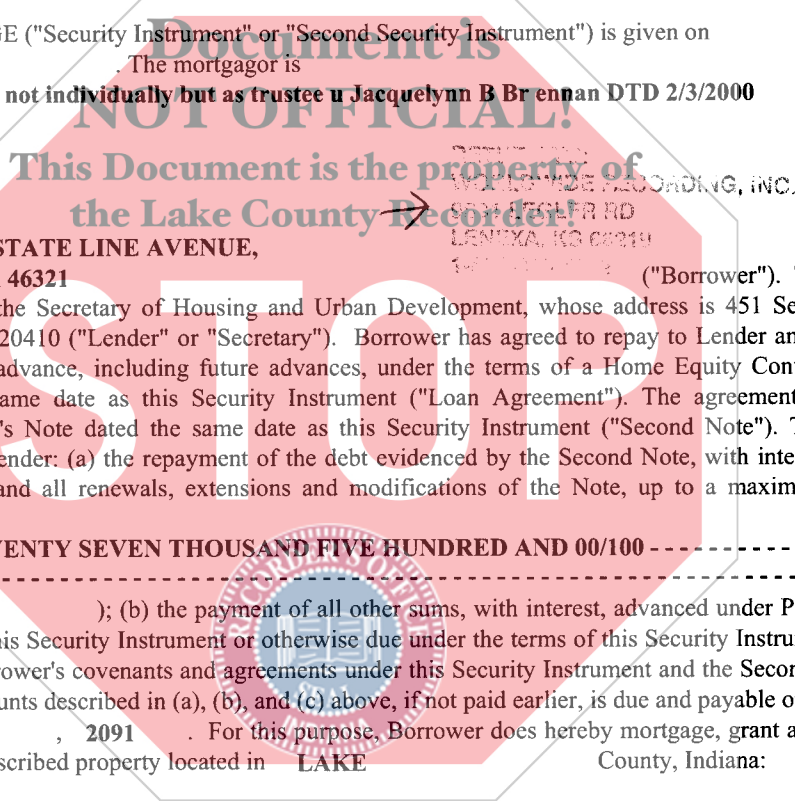 GE ("Security Instrument" or "Second Security Instrument") is given on
. The mortgagor is
not individually but as trustee u Jacquelynn B Br ennan DTD 2/3/2000
Document is
NOT OFFICIAL!
This Document is the property of
the Lake County Recorder!
WORLDWIDE RECORDING, INC.
LEGLER RD
LENEXA, KS 66219
STATE LINE AVENUE,
46321
("Borrower").
the Secretary of Housing and Urban Development, whose address is 451 Se
20410 ("Lender" or "Secretary"). Borrower has agreed to repay to Lender an
advance, including future advances, under the terms of a Home Equity Con
ame date as this Security Instrument ("Loan Agreement"). The agreement
's Note dated the same date as this Security Instrument ("Second Note"). T
ender: (a) the repayment of the debt evidenced by the Second Note, with inte
and all renewals, extensions and modifications of the Note, up to a maxim
VENTY SEVEN THOUSAND FIVE HUNDRED AND 00/100 - - - - - - - - - -
); (b) the payment of all other sums, with interest, advanced under P
his Security Instrument or otherwise due under the terms of this Security Instru
rower's covenants and agreements under this Security Instrument and the Secon
unts described in (a), (b), and (c) above, if not paid earlier, is due and payable o
, 2091 . For this purpose, Borrower does hereby mortgage, grant a
scribed property located in LAKE County, Indiana:
STOP
RECORDER'S OFFICE
SEAL
INDIANA